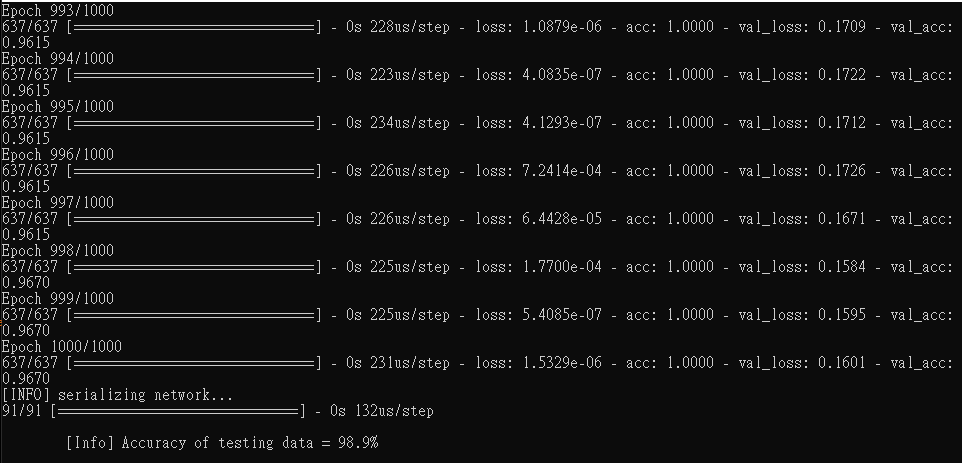 Epoch 993/1000
637/637 [==============================] - 0s 228us/step - loss: 1.0879e-06 - acc: 1.0000 - val_loss: 0.1709 - val_acc:
0.9615
Epoch 994/1000
637/637 [==============================] - 0s 223us/step - loss: 4.0835e-07 - acc: 1.0000 - val_loss: 0.1722 - val_acc:
0.9615
Epoch 995/1000
637/637 [==============================] - 0s 234us/step - loss: 4.1293e-07 - acc: 1.0000 - val_loss: 0.1712 - val_acc:
0.9615
Epoch 996/1000
637/637 [==============================] - 0s 226us/step - loss: 7.2414e-04 - acc: 1.0000 - val_loss: 0.1726 - val_acc:
0.9615
Epoch 997/1000
637/637 [==============================] - 0s 226us/step - loss: 6.4428e-05 - acc: 1.0000 - val_loss: 0.1671 - val_acc:
0.9615
Epoch 998/1000
637/637 [==============================] - 0s 225us/step - loss: 1.7700e-04 - acc: 1.0000 - val_loss: 0.1584 - val_acc:
0.9670
Epoch 999/1000
637/637 [==============================] - 0s 225us/step - loss: 5.4085e-07 - acc: 1.0000 - val_loss: 0.1595 - val_acc:
0.9670
Epoch 1000/1000
637/637 [==============================] - 0s 231us/step - loss: 1.5329e-06 - acc: 1.0000 - val_loss: 0.1601 - val_acc:
0.9670
[INFO] serializing network...
91/91 [==============================] - 0s 132us/step
[Info] Accuracy of testing data = 98.9%